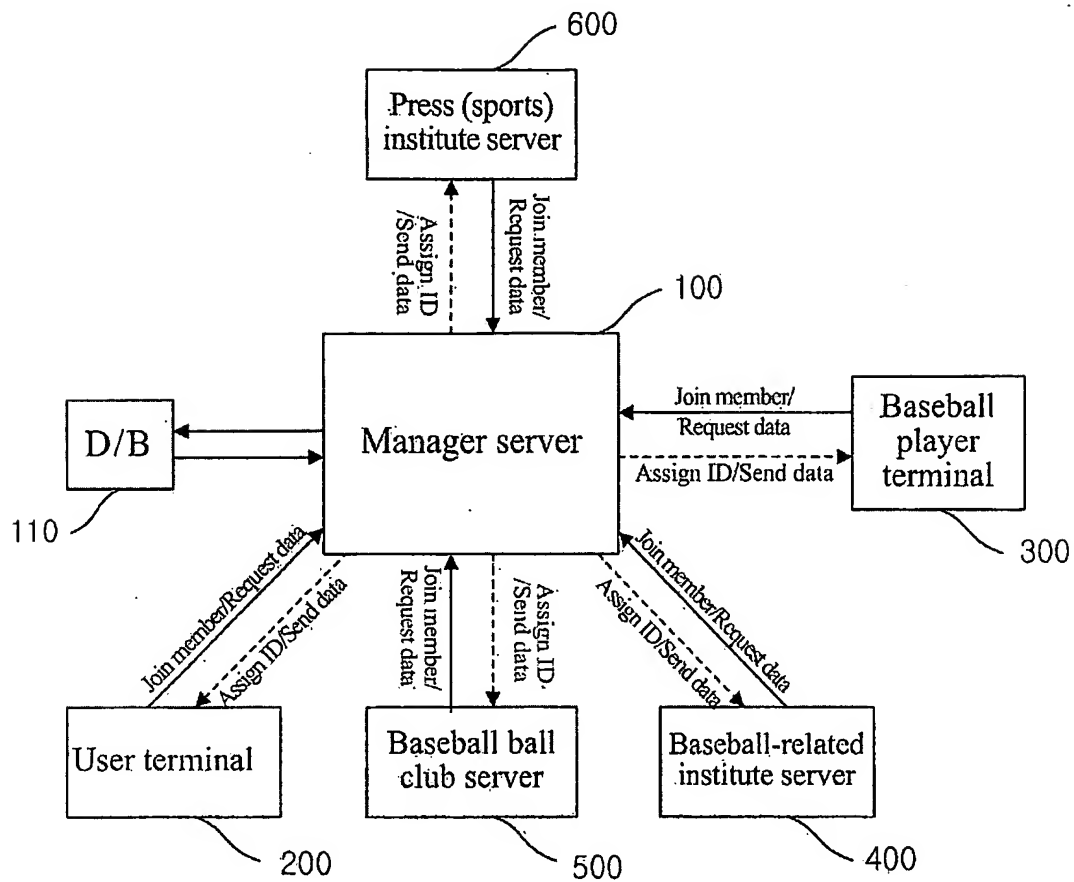 600
Press (sports)
institute server
Assign ID
/Send data
Join member/
Request data
100
Manager server
D/B
110
Join member/
Request data
Assign ID/Send data
Baseball
player
terminal
300
Join member/Request data
Assign ID/Send data
Join member/
Request data
Assign ID
/Send data
Join member/Request data
Assign ID/Send data
User terminal
200
Baseball ball
club server
500
Baseball-related
institute server
400